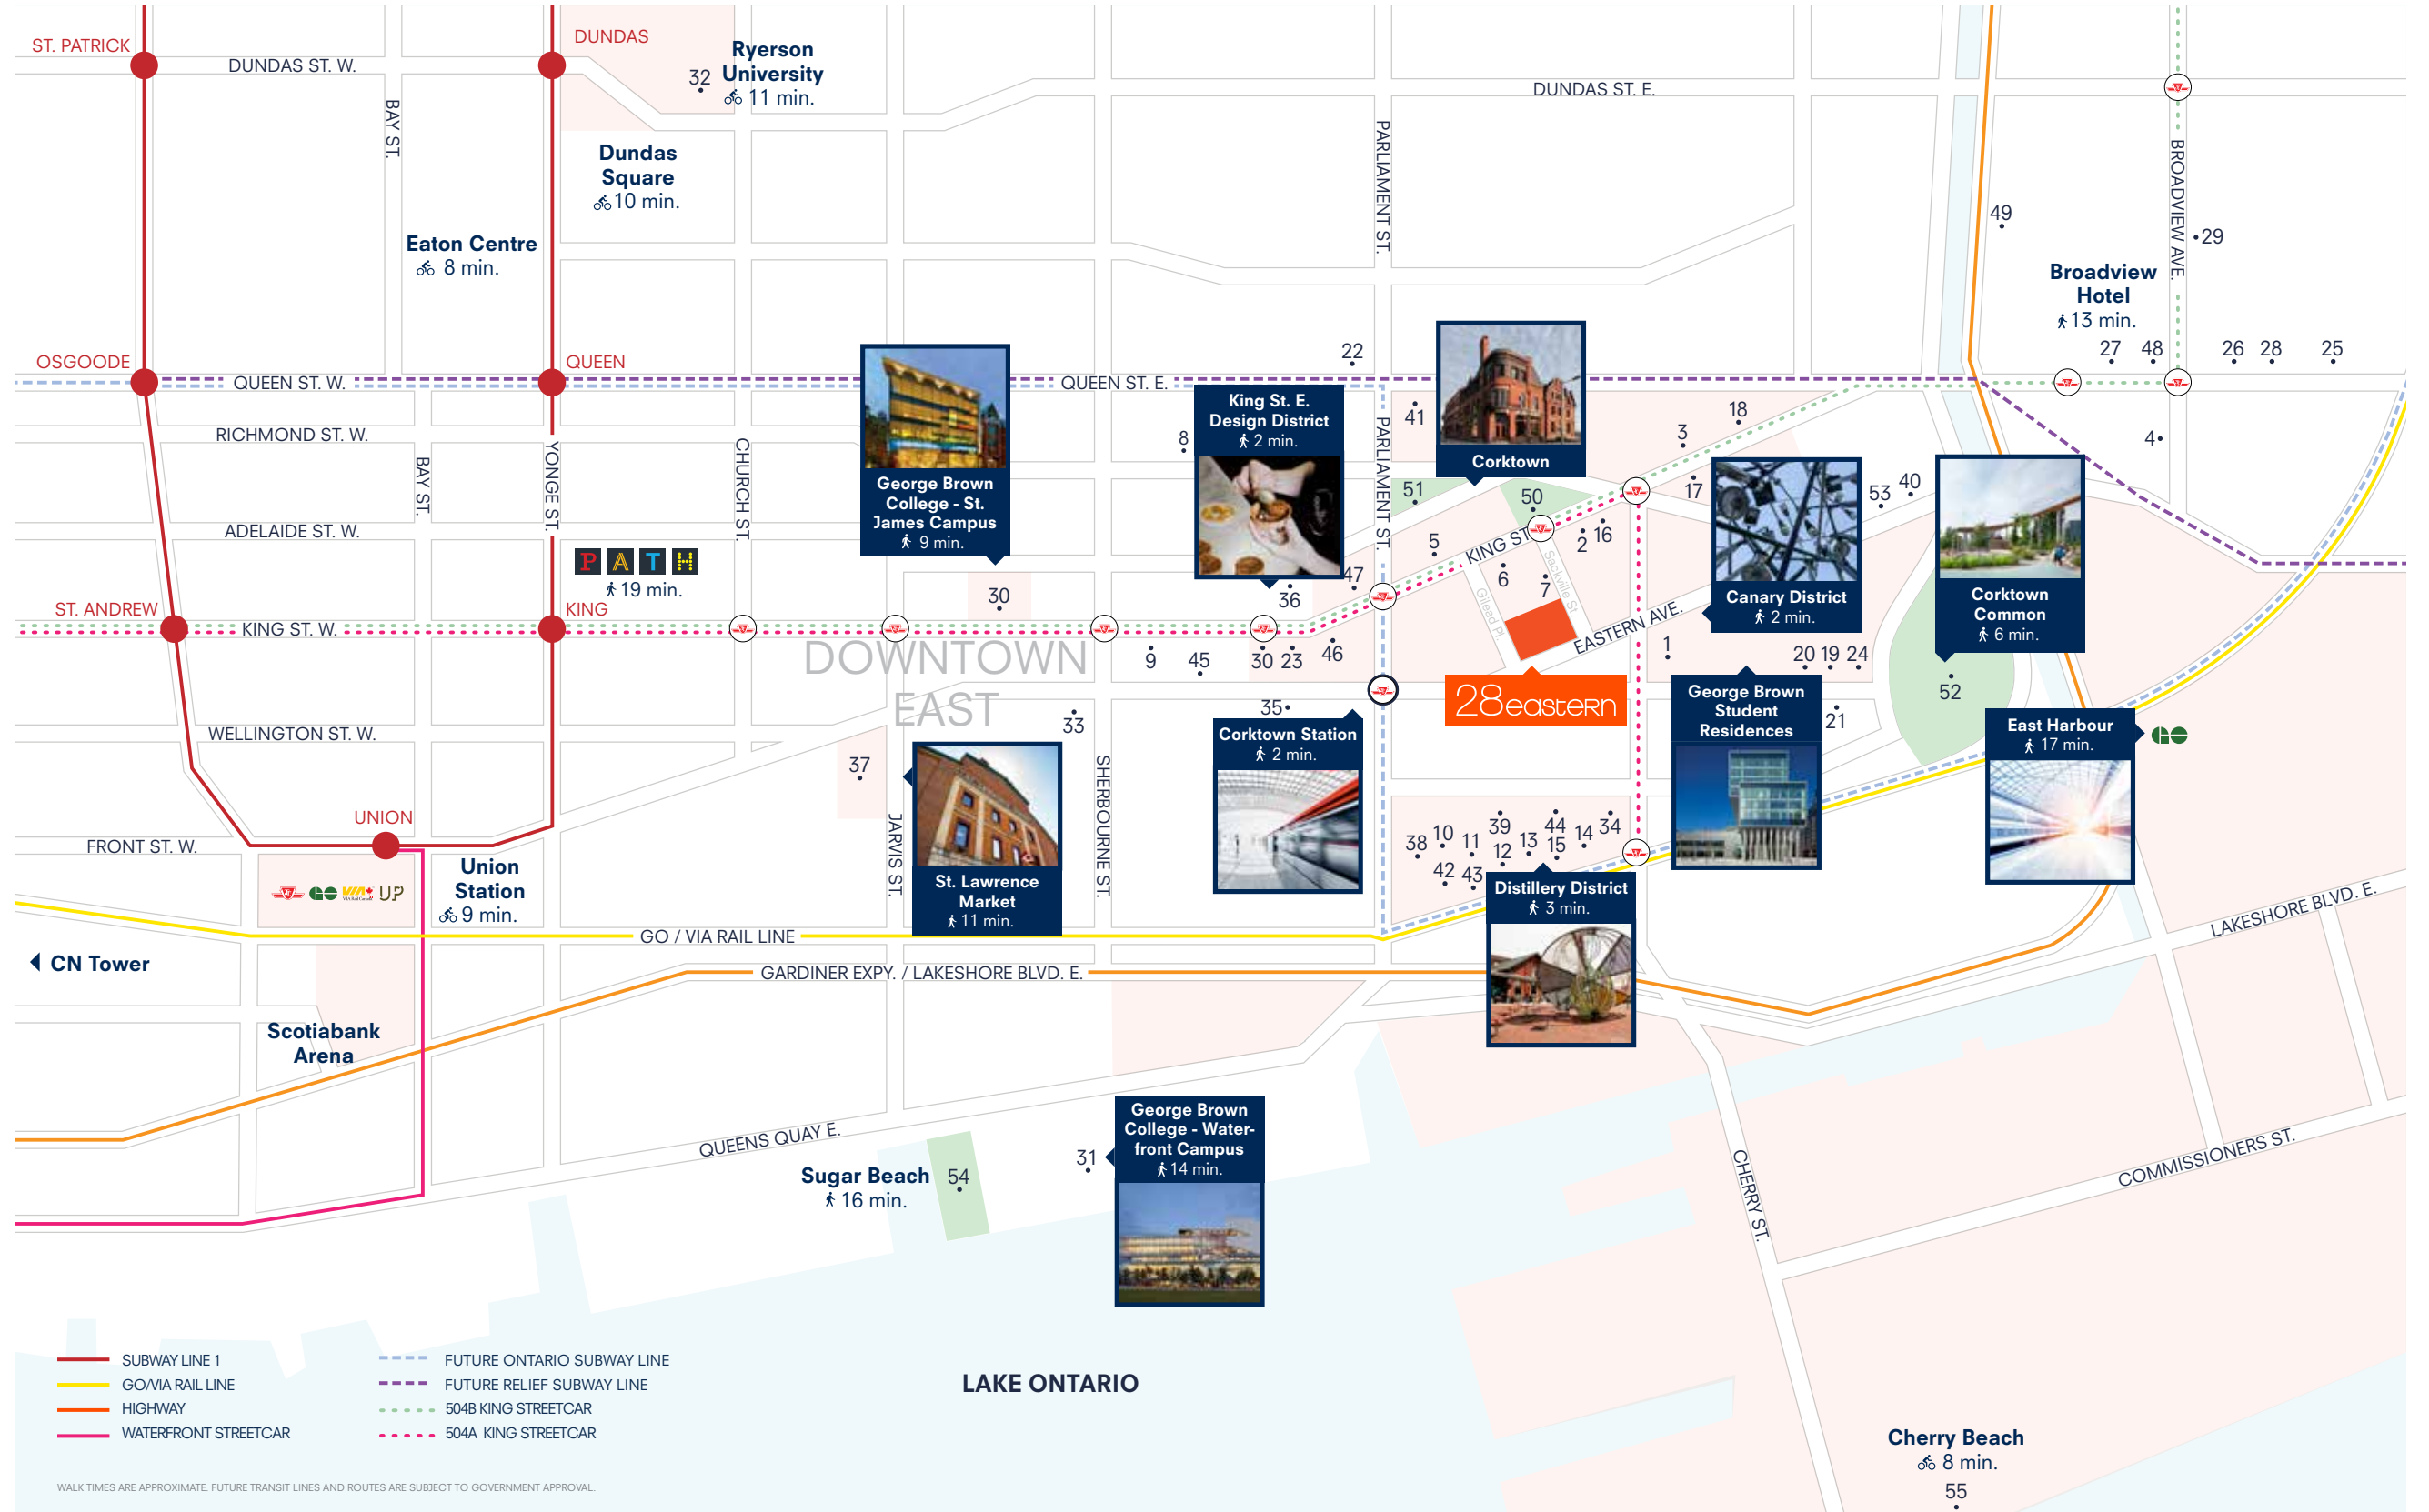 ST. PATRICK
DUNDAS
DUNDAS ST. W.
BAY ST.
32
Ryerson
University
11 min.
DUNDAS ST. E.
PARLIAMENT ST.
BROADVIEW AVE.
49
29
Dundas
Square
10 min.
Eaton Centre
8 min.
Broadview
Hotel
13 min.
27
48
26
28
25
OSGOODE
QUEEN
QUEEN ST. W.
QUEEN ST. E.
22
RICHMOND ST. W.
BAY ST.
YONGE ST.
CHURCH ST.
ADELAIDE ST. W.
George Brown
College - St.
James Campus
9 min.
8
King St. E.
Design District
2 min.
41
PARLIAMENT ST.
Corktown
18
3
17
4
51
50
5
KING ST.
2
16
6
7
Sackville St
Gilead Pl
Canary District
2 min.
53
40
Corktown
Common
6 min.
PATH
19 min.
30
36
47
ST. ANDREW
KING
KING ST. W.
DOWNTOWN
EAST
9
45
30
23
46
EASTERN AVE.
1
20
19
24
52
28eastern
WELLINGTON ST. W.
33
35
Corktown Station
2 min.
George Brown
Student
Residences
21
East Harbour
17 min.
GO
37
JARVIS ST.
SHERBOURNE ST.
St. Lawrence
Market
11 min.
UNION
FRONT ST. W.
Union
Station
9 min.
GO VIA UP
38
10
11
39
12
13
44
15
14
34
42
43
Distillery District
3 min.
GO / VIA RAIL LINE
CN Tower
GARDINER EXPY. / LAKESHORE BLVD. E.
LAKESHORE BLVD. E.
Scotiabank
Arena
QUEENS QUAY E.
Sugar Beach
16 min.
54
31
George Brown
College - Water-
front Campus
14 min.
CHERRY ST.
COMMISSIONERS ST.
LAKE ONTARIO
Cherry Beach
8 min.
55
SUBWAY LINE 1
GO/VIA RAIL LINE
HIGHWAY
WATERFRONT STREETCAR
FUTURE ONTARIO SUBWAY LINE
FUTURE RELIEF SUBWAY LINE
504B KING STREETCAR
504A KING STREETCAR
WALK TIMES ARE APPROXIMATE. FUTURE TRANSIT LINES AND ROUTES ARE SUBJECT TO GOVERNMENT APPROVAL.